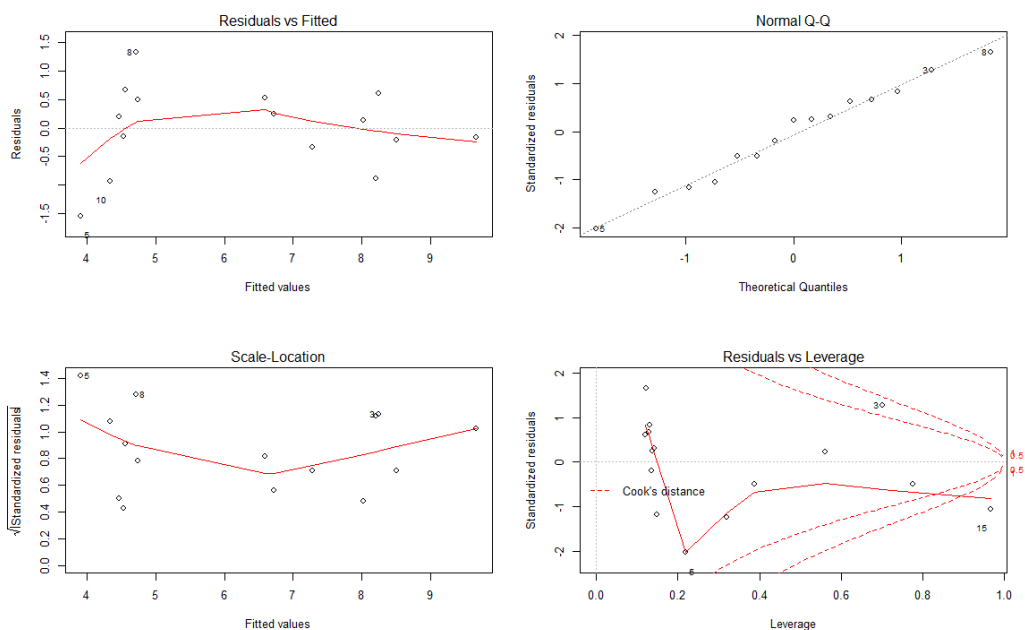 Residuals vs Fitted
Residuals
1.5
0.5
0.0
-0.5
-1.5
8
10
5
4 5 6 7 8 9
Fitted values
Normal Q-Q
Standardized residuals
2
1
0
-1
-2
8
3
5
-1 0 1
Theoretical Quantiles
Scale-Location
√|Standardized residuals|
1.4
1.2
1.0
0.8
0.6
0.4
0.2
0.0
5
8
3
4 5 6 7 8 9
Fitted values
Residuals vs Leverage
Standardized residuals
2
1
0
-1
-2
3
0.5
0.5
Cook's distance
15
5
0.0 0.2 0.4 0.6 0.8 1.0
Leverage